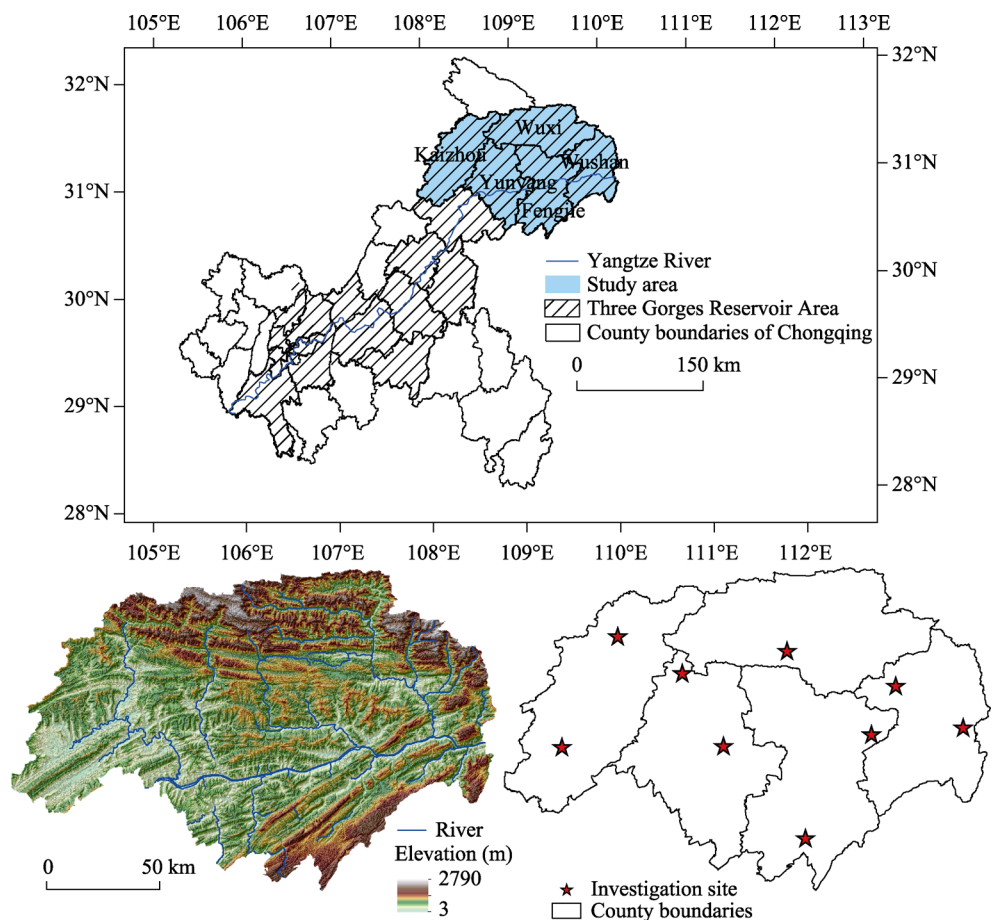 105°E 106°E 107°E 108°E 109°E 110°E 111°E 112°E 113°E
32°N
32°N
Wuxi
Kaizhou
Wushan
31°N
31°N
Yunyang
Fengjie
Yangtze River
30°N
Study area
30°N
Three Gorges Reservoir Area
County boundaries of Chongqing
0 150 km
29°N
29°N
28°N
28°N
105°E 106°E 107°E 108°E 109°E 110°E 111°E 112°E
River
Elevation (m)
0 50 km
2790
3
Investigation site
County boundaries